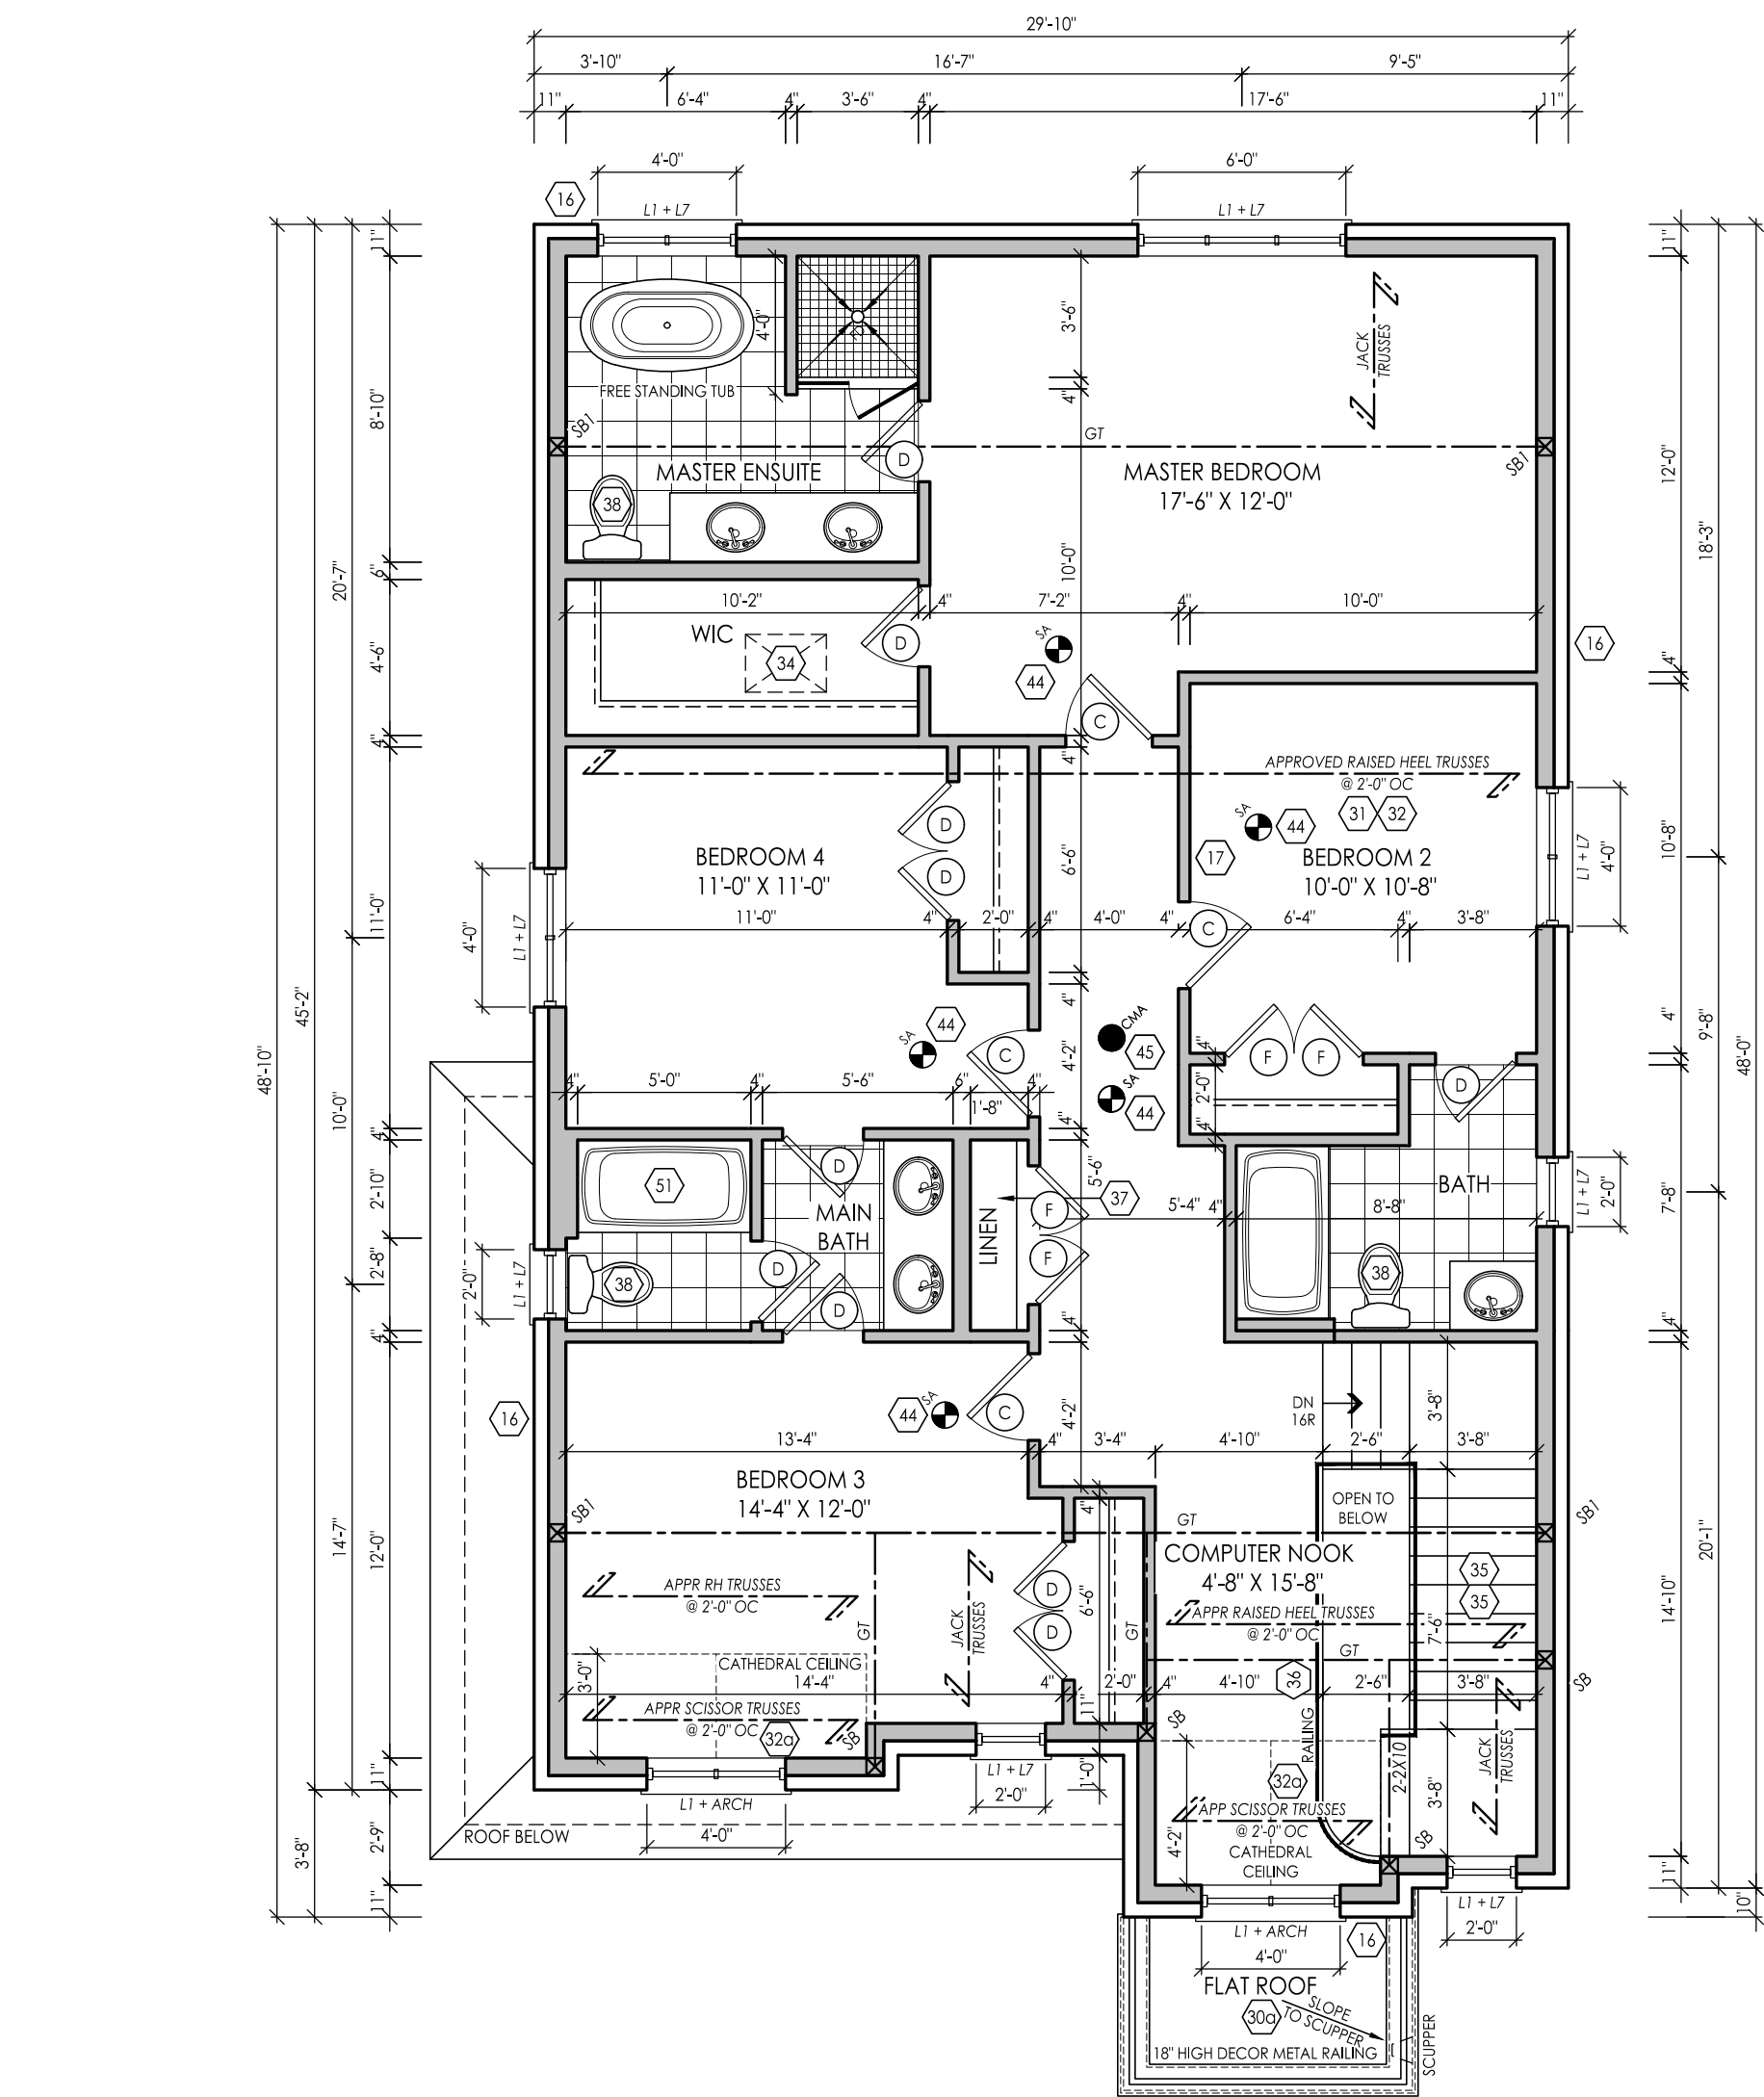 29'-10"
3'-10" 16'-7" 9'-5"
11" 6'-4" 4" 3'-6" 4" 17'-6" 11"
4'-0" 6'-0"
16 L1 + L7 L1 + L7
11" 11"
3'-6"
4'-0"
JACK
TRUSSES
FREE STANDING TUB
4"
8'-10"
SB1 GT
D
MASTER ENSUITE MASTER BEDROOM
17'-6" X 12'-0"
SB1
12'-0"
38
18'-3"
10'-0"
20'-7"
6"
10'-2" 4" 7'-2" 4" 10'-0"
WIC D SA 16
34 44
4'-6"
4"
C
4" 4"
APPROVED RAISED HEEL TRUSSES
@ 2'-0" OC
31 32
D SA 44
BEDROOM 4 17 BEDROOM 2
11'-0" X 11'-0" D 6'-6" 10'-0" X 10'-8"
L1 + L7 4'-0" 10'-8"
11'-0" 4" 2'-0" 4" 4'-0" 4" 6'-4" 4" 3'-8"
C
4'-0" L1 + L7 11'-0"
45'-2"
44 4" 4"
SA CMA
C 4'-2" 45 4" F F
9'-8"
48'-10" 48'-0"
4" 5'-0" 4" 5'-6" 6" 1'-8" 4"
SA 44 2'-0" D
10'-0"
4" 4" 4"
D
51 5'-6"
2'-10" 37 BATH
MAIN
BATH
LINEN F
5'-4" 4" 8'-8"
L1 + L7 2'-0" 7'-8"
2'-8" D F
2'-0" L1 + L7 38 D 38
4" 4" 4"
DN
16R
3'-8"
16 44 SA C 4'-2"
13'-4" 4" 3'-4" 4'-10" 2'-6" 3'-8"
BEDROOM 3
14'-4" X 12'-0"
4"
OPEN TO
BELOW
SB1 GT SB1
COMPUTER NOOK
4'-8" X 15'-8"
14'-7" 12'-0" 20'-1"
35
35
APPR RH TRUSSES
@ 2'-0" OC
D
6'-6"
D
JACK
TRUSSES
APPR RAISED HEEL TRUSSES
@ 2'-0" OC
7'-6"
14'-10"
GT GT GT
CATHEDRAL CEILING
3'-0" 14'-4" 4" 2'-0" 4" 4'-10" 36 2'-6" 3'-8" SB
APPR SCISSOR TRUSSES
@ 2'-0" OC 32a SB
11" SB
RAILING
2-2X10
JACK
TRUSSES
11" L1 + L7
2'-0"
1'-0"
32a
3'-8"
L1 + ARCH
4'-0"
APP SCISSOR TRUSSES
@ 2'-0" OC
CATHEDRAL
CEILING
4'-2"
SB
ROOF BELOW
3'-8" 2'-9"
11" 11"
10"
L1 + L7
2'-0"
L1 + ARCH
4'-0"
16
FLAT ROOF
30a SLOPE
TO SCUPPER
18" HIGH DECOR METAL RAILING
SCUPPER